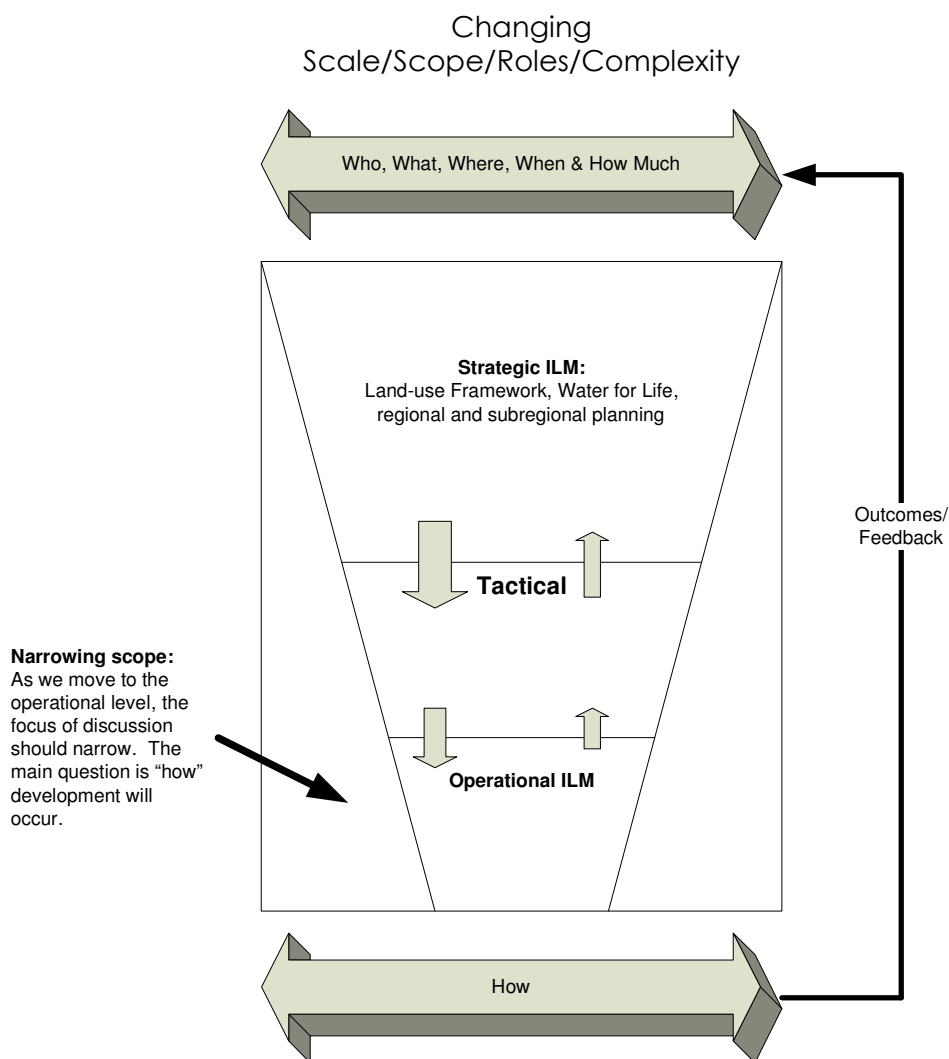 Changing
Scale/Scope/Roles/Complexity
Who, What, Where, When & How Much
Strategic ILM:
Land-use Framework, Water for Life,
regional and subregional planning
Outcomes/
Feedback
Tactical
Narrowing scope:
As we move to the
operational level, the
focus of discussion
should narrow.  The
main question is “how”
development will
occur.
Operational ILM
How